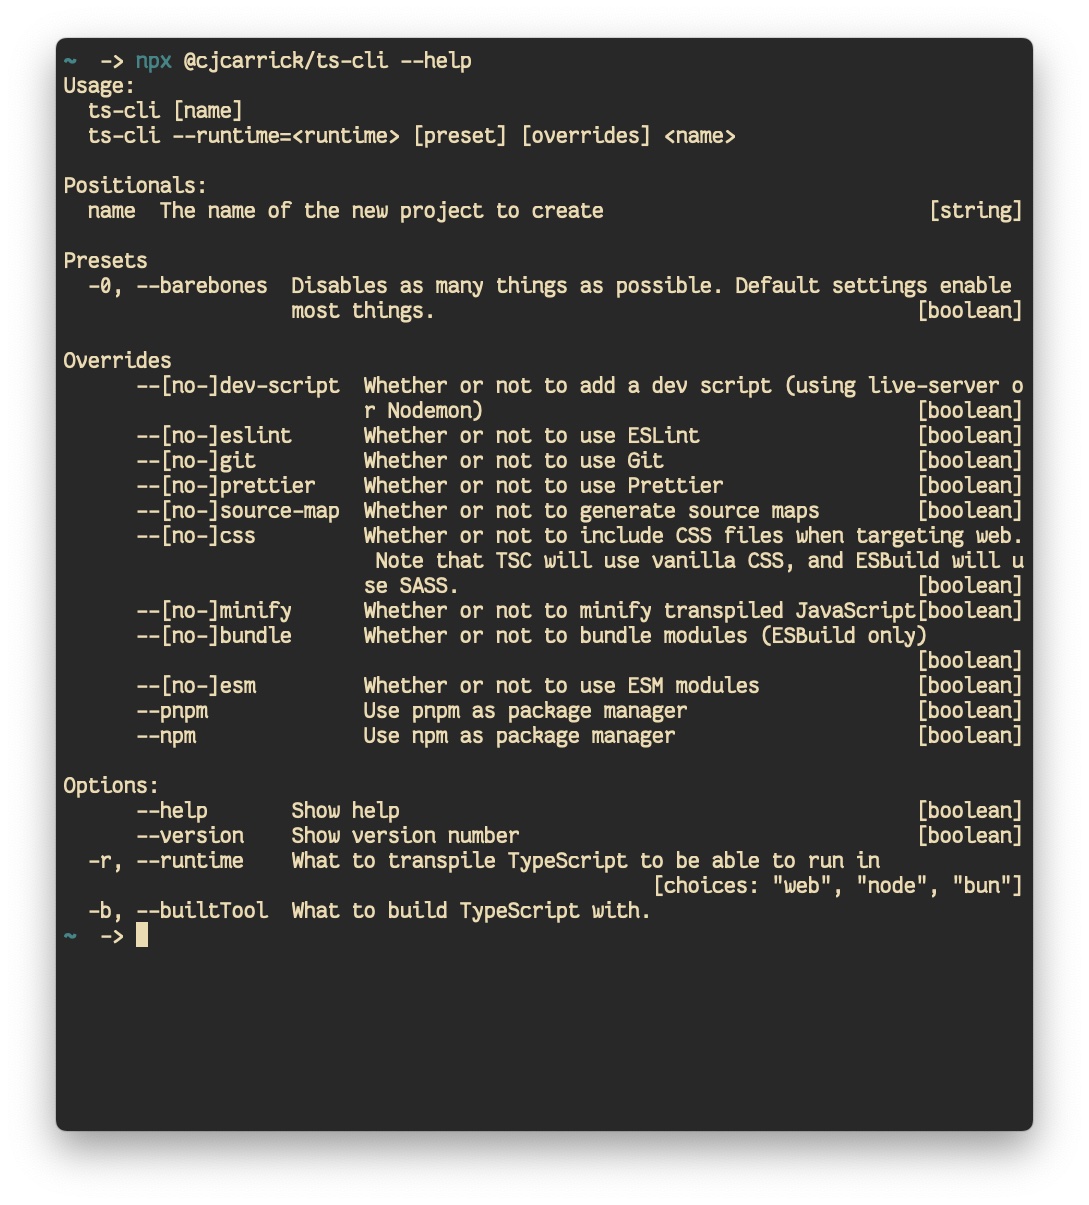 ~  -> npx @cjcarrick/ts-cli --help
Usage:
  ts-cli [name]
  ts-cli --runtime=<runtime> [preset] [overrides] <name>

Positionals:
  name  The name of the new project to create                           [string]

Presets
  -0, --barebones  Disables as many things as possible. Default settings enable
                   most things.                                        [boolean]

Overrides
      --[no-]dev-script  Whether or not to add a dev script (using live-server o
                         r Nodemon)                                    [boolean]
      --[no-]eslint      Whether or not to use ESLint                  [boolean]
      --[no-]git         Whether or not to use Git                     [boolean]
      --[no-]prettier    Whether or not to use Prettier                [boolean]
      --[no-]source-map  Whether or not to generate source maps        [boolean]
      --[no-]css         Whether or not to include CSS files when targeting web.
                          Note that TSC will use vanilla CSS, and ESBuild will u
                         se SASS.                                      [boolean]
      --[no-]minify      Whether or not to minify transpiled JavaScript[boolean]
      --[no-]bundle      Whether or not to bundle modules (ESBuild only)
                                                                       [boolean]
      --[no-]esm         Whether or not to use ESM modules             [boolean]
      --pnpm             Use pnpm as package manager                   [boolean]
      --npm              Use npm as package manager                    [boolean]

Options:
      --help       Show help                                           [boolean]
      --version    Show version number                                 [boolean]
  -r, --runtime    What to transpile TypeScript to be able to run in
                                                 [choices: "web", "node", "bun"]
  -b, --builtTool  What to build TypeScript with.
~  ->